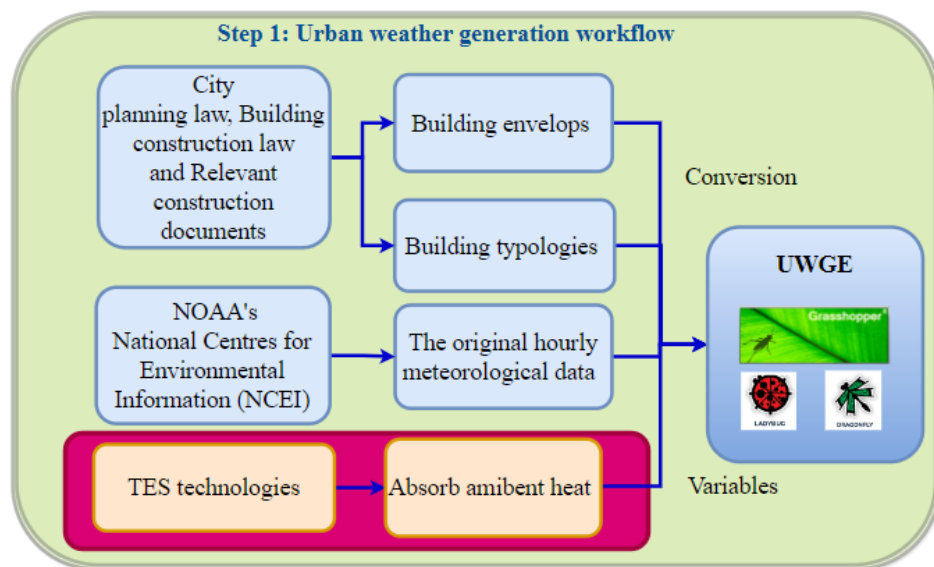 Step 1: Urban weather generation workflow
City
planning law, Building
construction law
and Relevant
construction
documents
Building envelops
Building typologies
Conversion
NOAA's
National Centres for
Environmental
Information (NCEI)
The original hourly
meteorological data
UWGE
Grasshopper
LADYBUG
DRAGONFLY
TES technologies
Absorb amibent heat
Variables